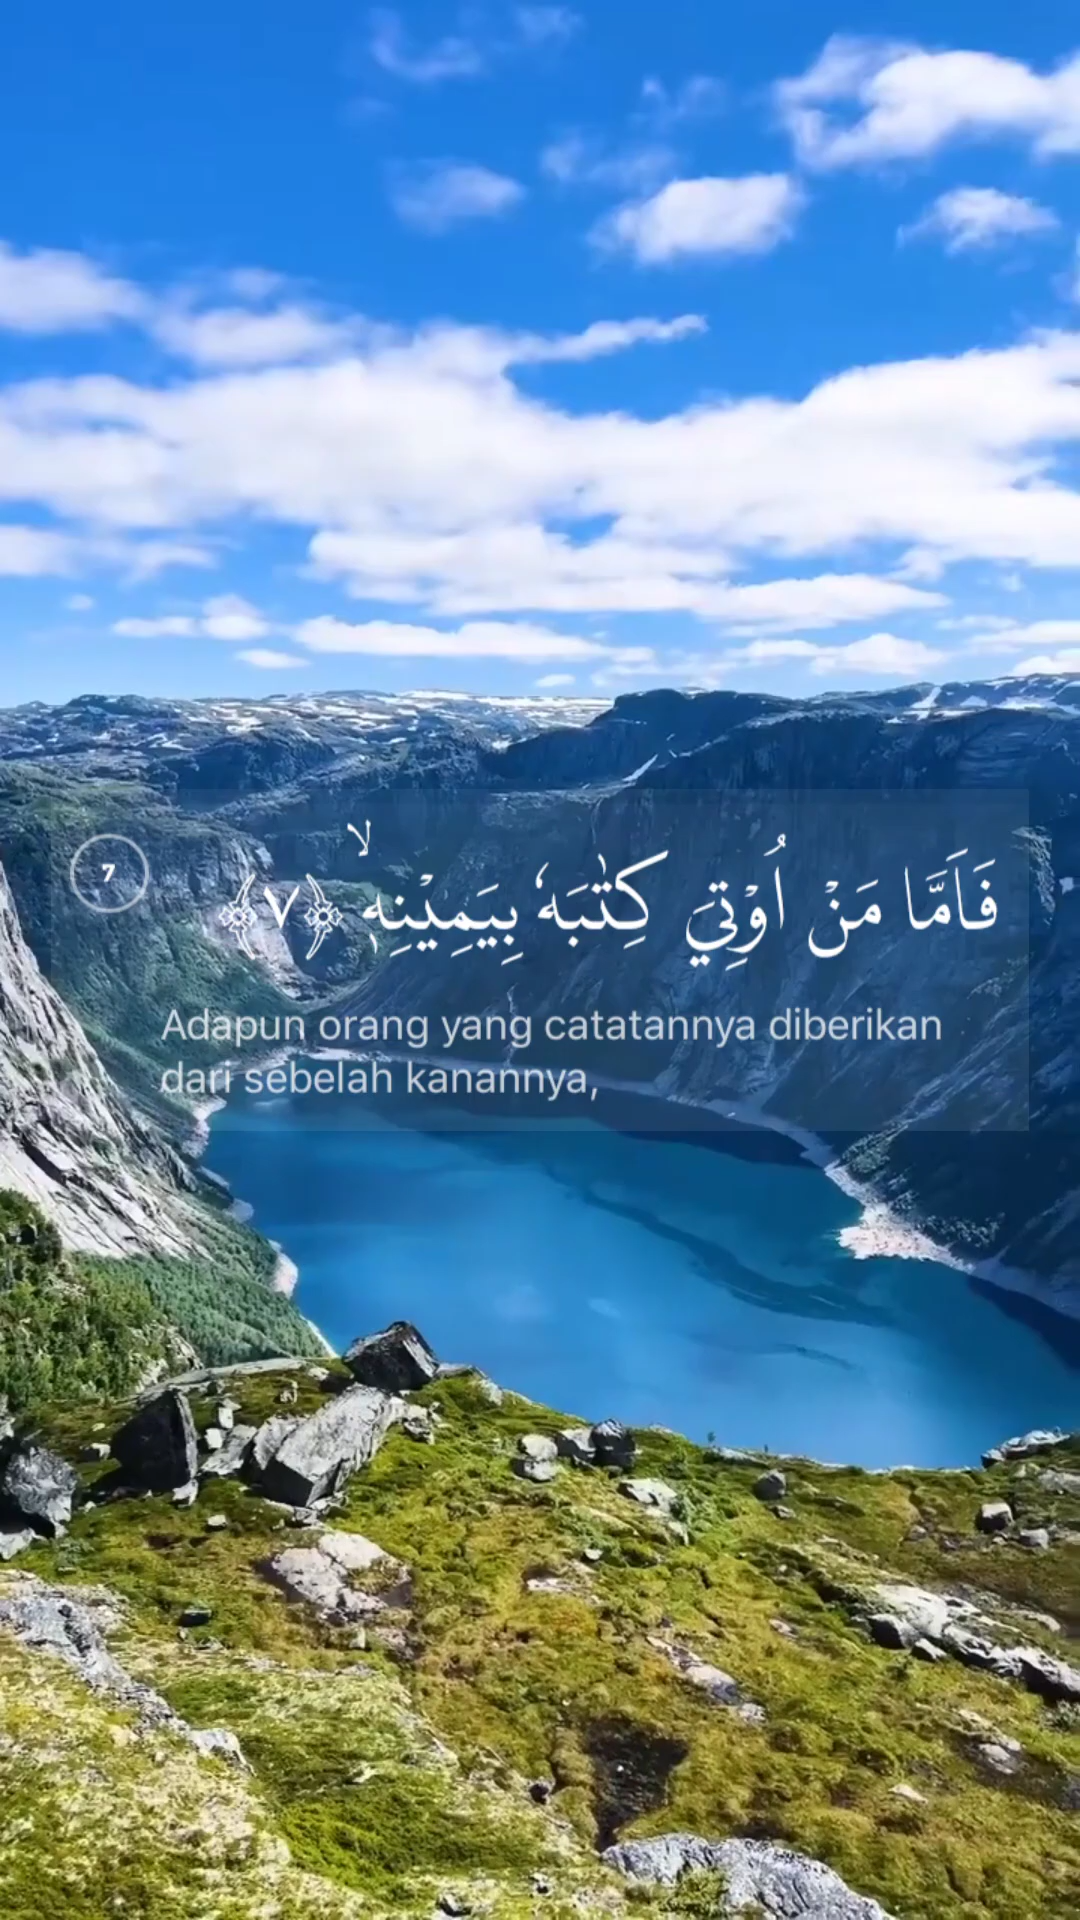 فَاَمَّا مَنْ اُوْتِيَ كِتٰبَهٗ بِيَمِيْنِهٖۙ ﴿٧﴾
7
Adapun orang yang catatannya diberikan
dari sebelah kanannya,